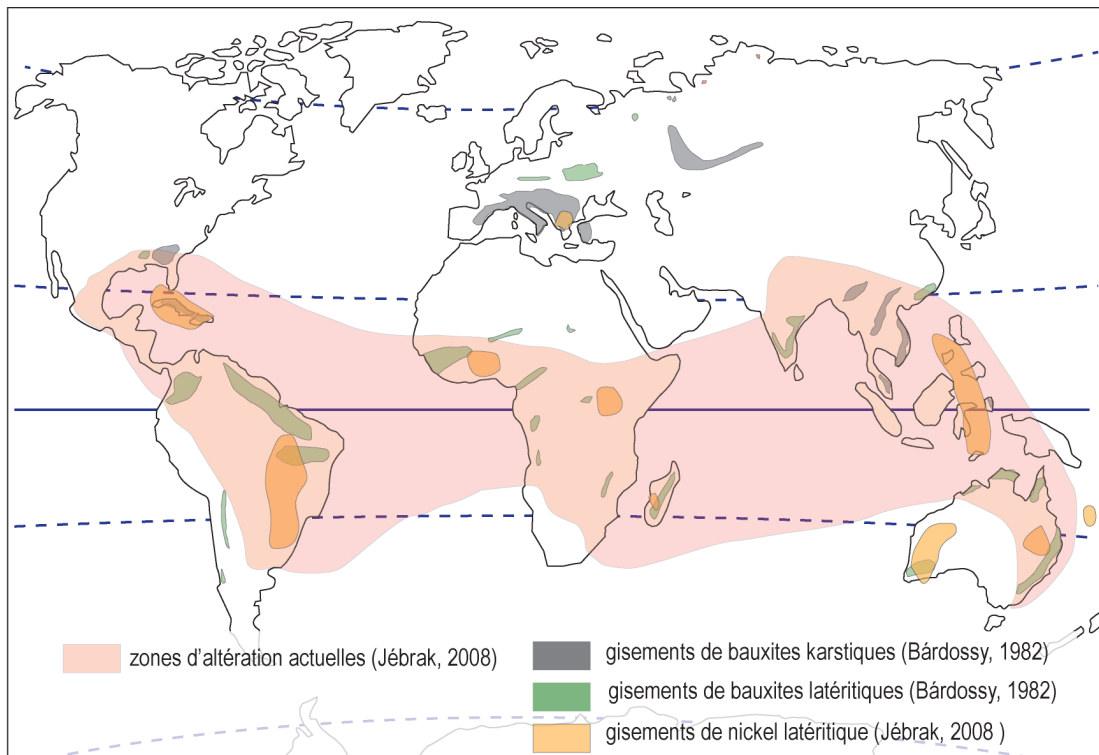 zones d'altération actuelles (Jébrak, 2008)
gisements de bauxites karstiques (Bárdossy, 1982)
gisements de bauxites latéritiques (Bárdossy, 1982)
gisements de nickel latéritique (Jébrak, 2008 )